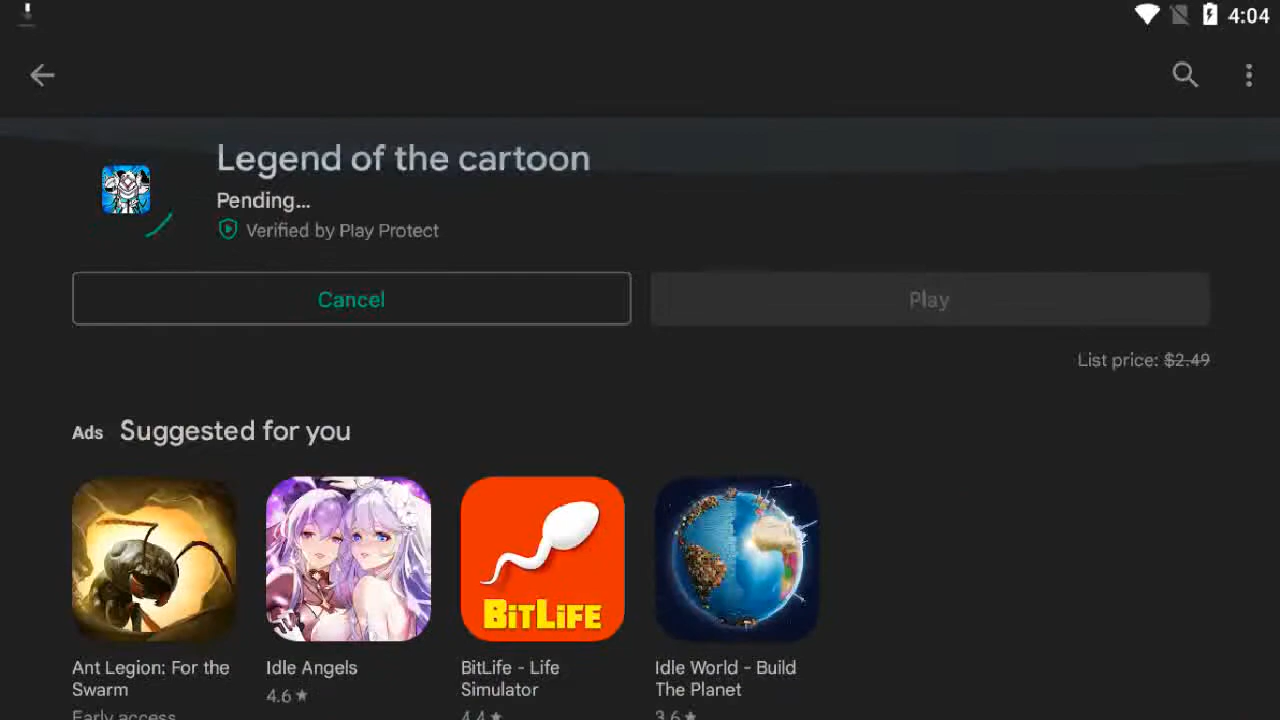 4:04
Legend of the cartoon
Pending...
Verified by Play Protect
Cancel
Play
List price: $2.49
Ads Suggested for you
BITLIFE
Ant Legion: For the
Swarm
Early access
Idle Angels
4.6★
BitLife - Life
Simulator
4.4★
Idle World - Build
The Planet
3.6★